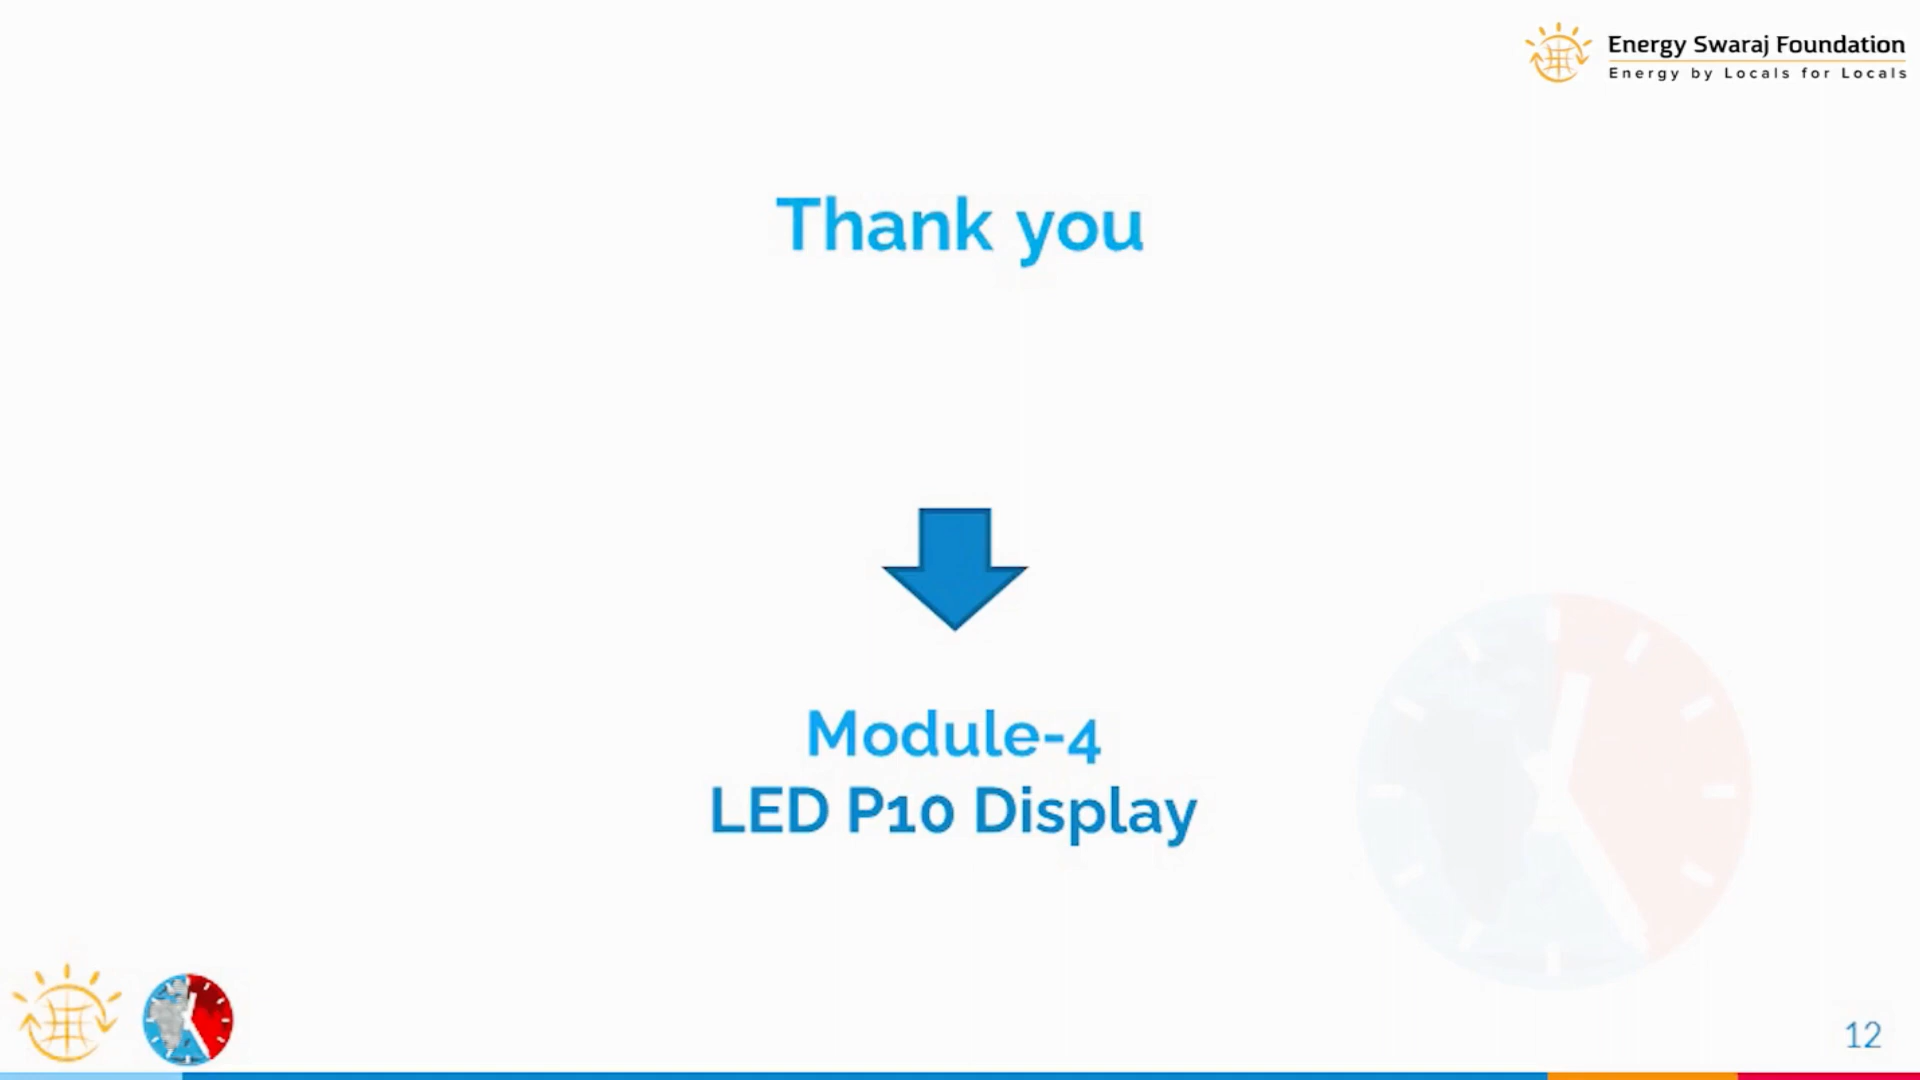 Energy Swaraj Foundation
Energy by Locals for Locals
Thank you
Module-4
LED P10 Display
12